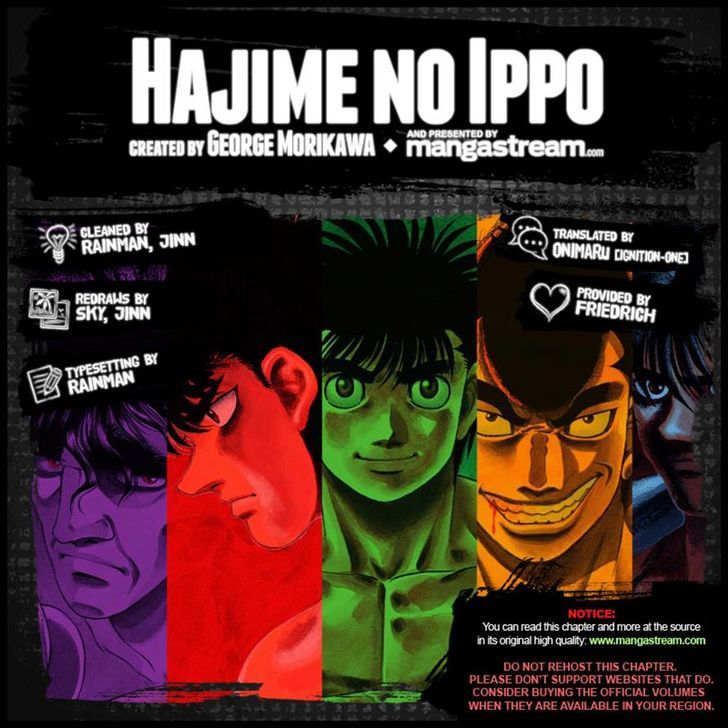 HAJIME NO IPPO
CREATED BY GEORGE MORIKAWA ◆ AND PRESENTED BY mangastream.com
CLEANED BY
RAINMAN, JINN
REDRAWS BY
SKY, JINN
TYPESETTING BY
RAINMAN
TRANSLATED BY
ONIMARU [IGNITION-ONE]
PROVIDED BY
FRIEDRICH
NOTICE:
You can read this chapter and more at the source
in its original high quality: www.mangastream.com
DO NOT REHOST THIS CHAPTER.
PLEASE DON'T SUPPORT WEBSITES THAT DO.
CONSIDER BUYING THE OFFICIAL VOLUMES
WHEN THEY ARE AVAILABLE IN YOUR REGION.